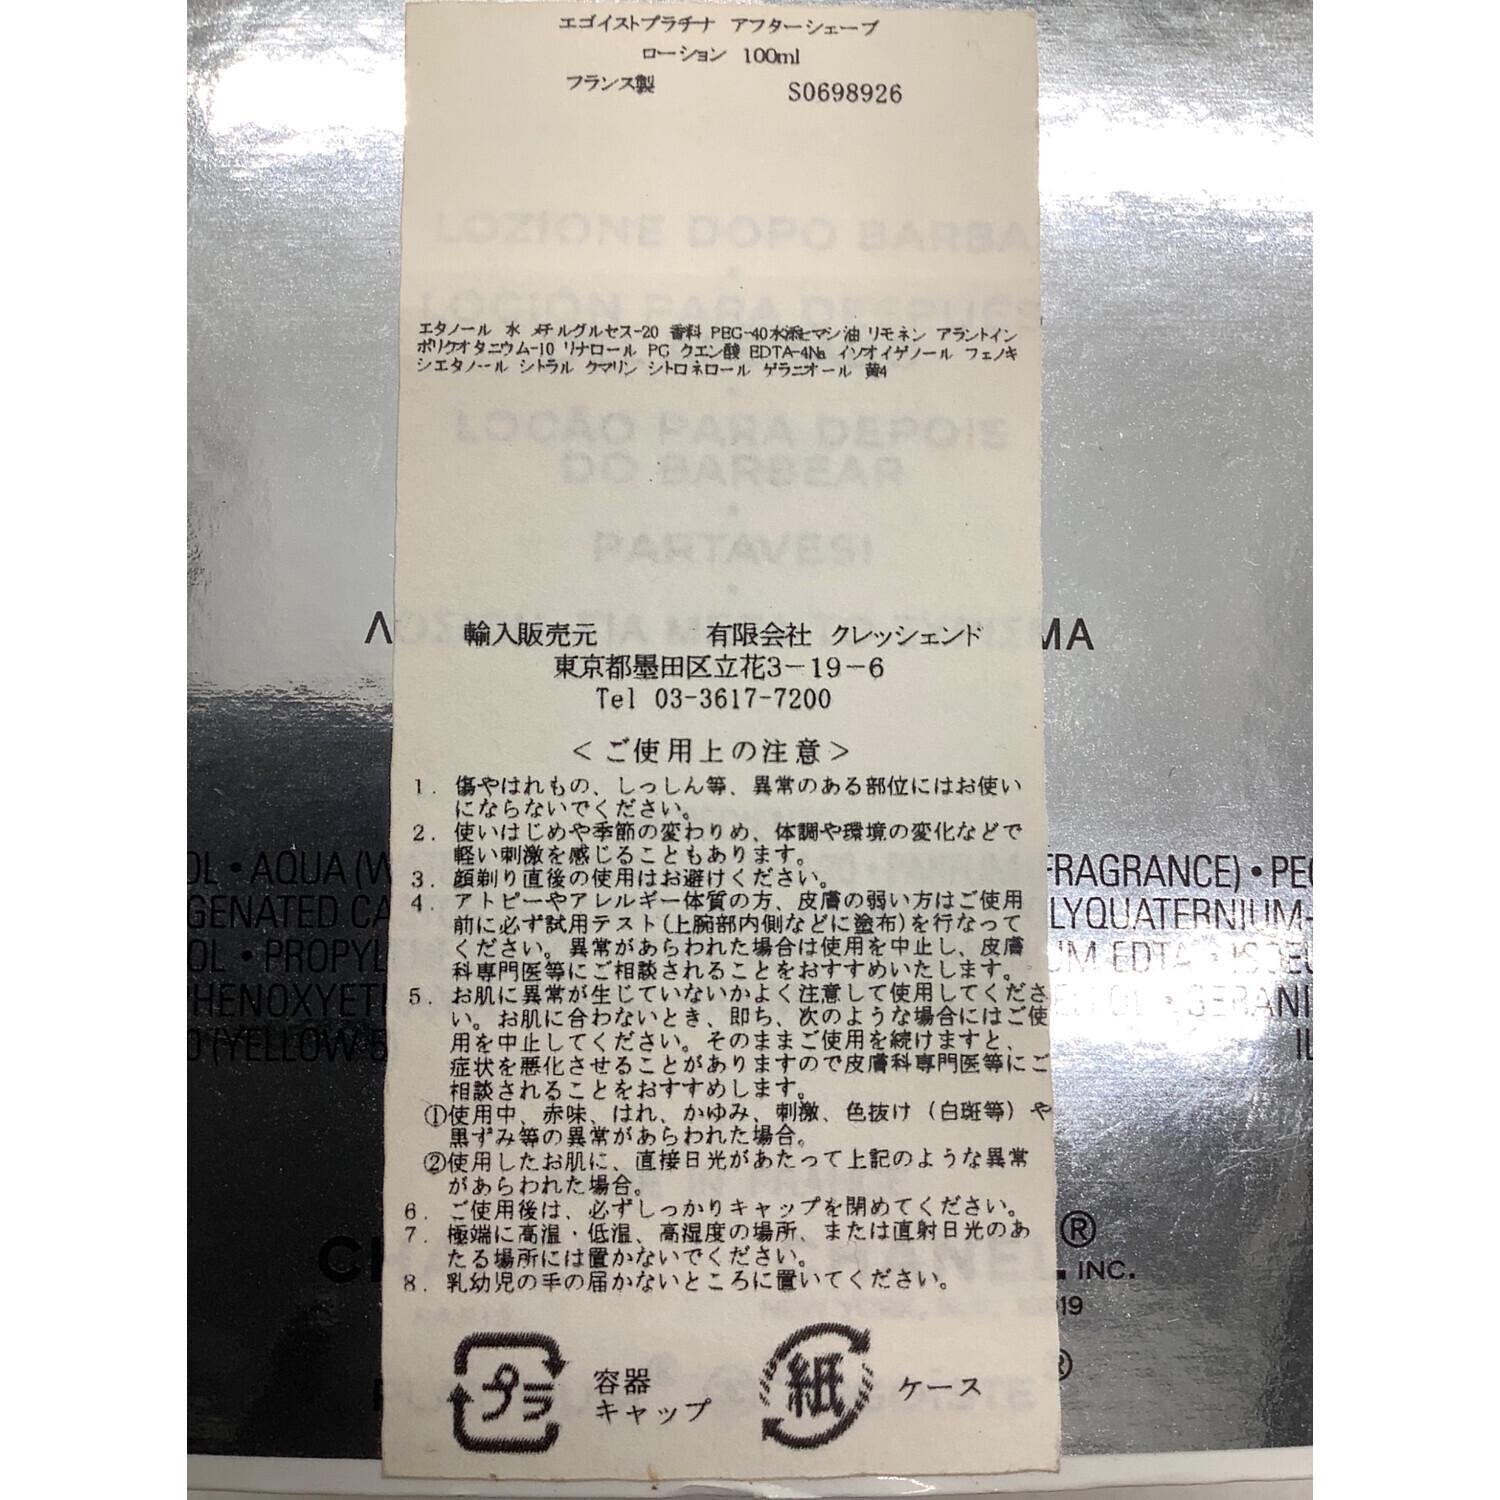 エゴイストプラチナ アフターシェーブ
ローション 100ml
フランス製 S0698926
LOZIONE DOPO BARBA
LOCIÓN PARA DESPUÉS
エタノール 水 メチルグルセス-20 香料 PEG-40水添ヒマシ油 リモネン アラントイン
ポリクオタニウム-10 リナロール PG クエン酸 EDTA-4Na イソオイゲノール フェノキ
シエタノール シトラル クマリン シトロネロール ゲラニオール 黄4
LOÇÃO PARA DEPOIS
DO BARBEAR
PARTAVESI
輸入販売元 有限会社 クレッシェンド
MA
東京都墨田区立花3-19-6
Tel 03-3617-7200
<ご使用上の注意>
1. 傷やはれもの、しっしん等、異常のある部位にはお使い
にならないでください。
2. 使いはじめや季節の変わりめ、体調や環境の変化などで
軽い刺激を感じることもあります。
3. 顔剃り直後の使用はお避けください。
4. アトピーやアレルギー体質の方、皮膚の弱い方はご使用
前に必ず試用テスト(上腕部内側などに塗布)を行なって
ください。異常があらわれた場合は使用を中止し、皮膚
科専門医等にご相談されることをおすすめいたします。
5. お肌に異常が生じていないかよく注意して使用してくださ
い。お肌に合わないとき、即ち、次のような場合にはご使
用を中止してください。そのままご使用を続けますと、
症状を悪化させることがありますので皮膚科専門医等にご
相談されることをおすすめします。
①使用中、赤味、はれ、かゆみ、刺激、色抜け（白斑等）や
黒ずみ等の異常があらわれた場合。
②使用したお肌に、直接日光があたって上記のような異常
があらわれた場合。
6. ご使用後は、必ずしっかりキャップを閉めてください。
7. 極端に高温・低温、高湿度の場所、または直射日光のあ
たる場所には置かないでください。
8. 乳幼児の手の届かないところに置いてください。
プラ 容器
キャップ
紙 ケース
OL • AQUA (W
FRAGRANCE) • PEG
GENATED CA
LYQUATERNIUM-
OL • PROPYL
UM EDTA • ISOEU
PHENOXYET
GERANI
0 (YELLOW 5
®
INC.
19